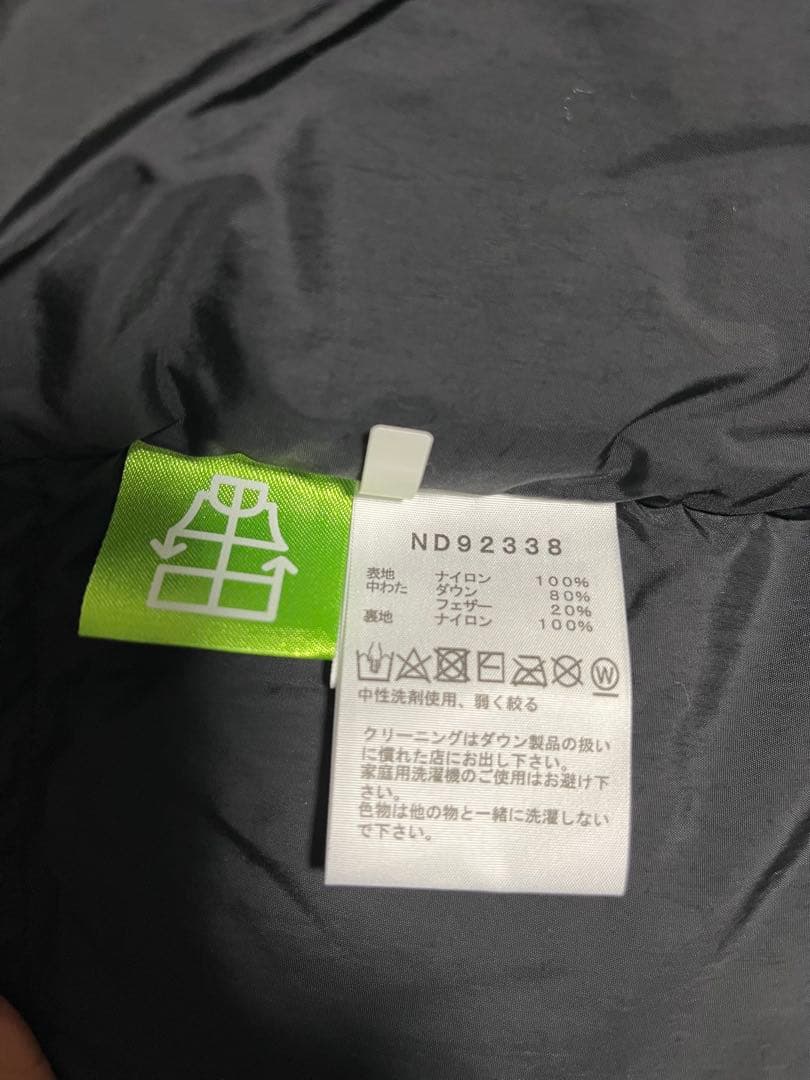 ND92338
表地 ナイロン 100%
中わた ダウン 80%
フェザー 20%
裏地 ナイロン 100%
W
中性洗剤使用、弱く絞る
クリーニングはダウン製品の扱い
に慣れた店にお出し下さい。
家庭用洗濯機のご使用はお避け下
さい。
色物は他の物と一緒に洗濯しない
で下さい。